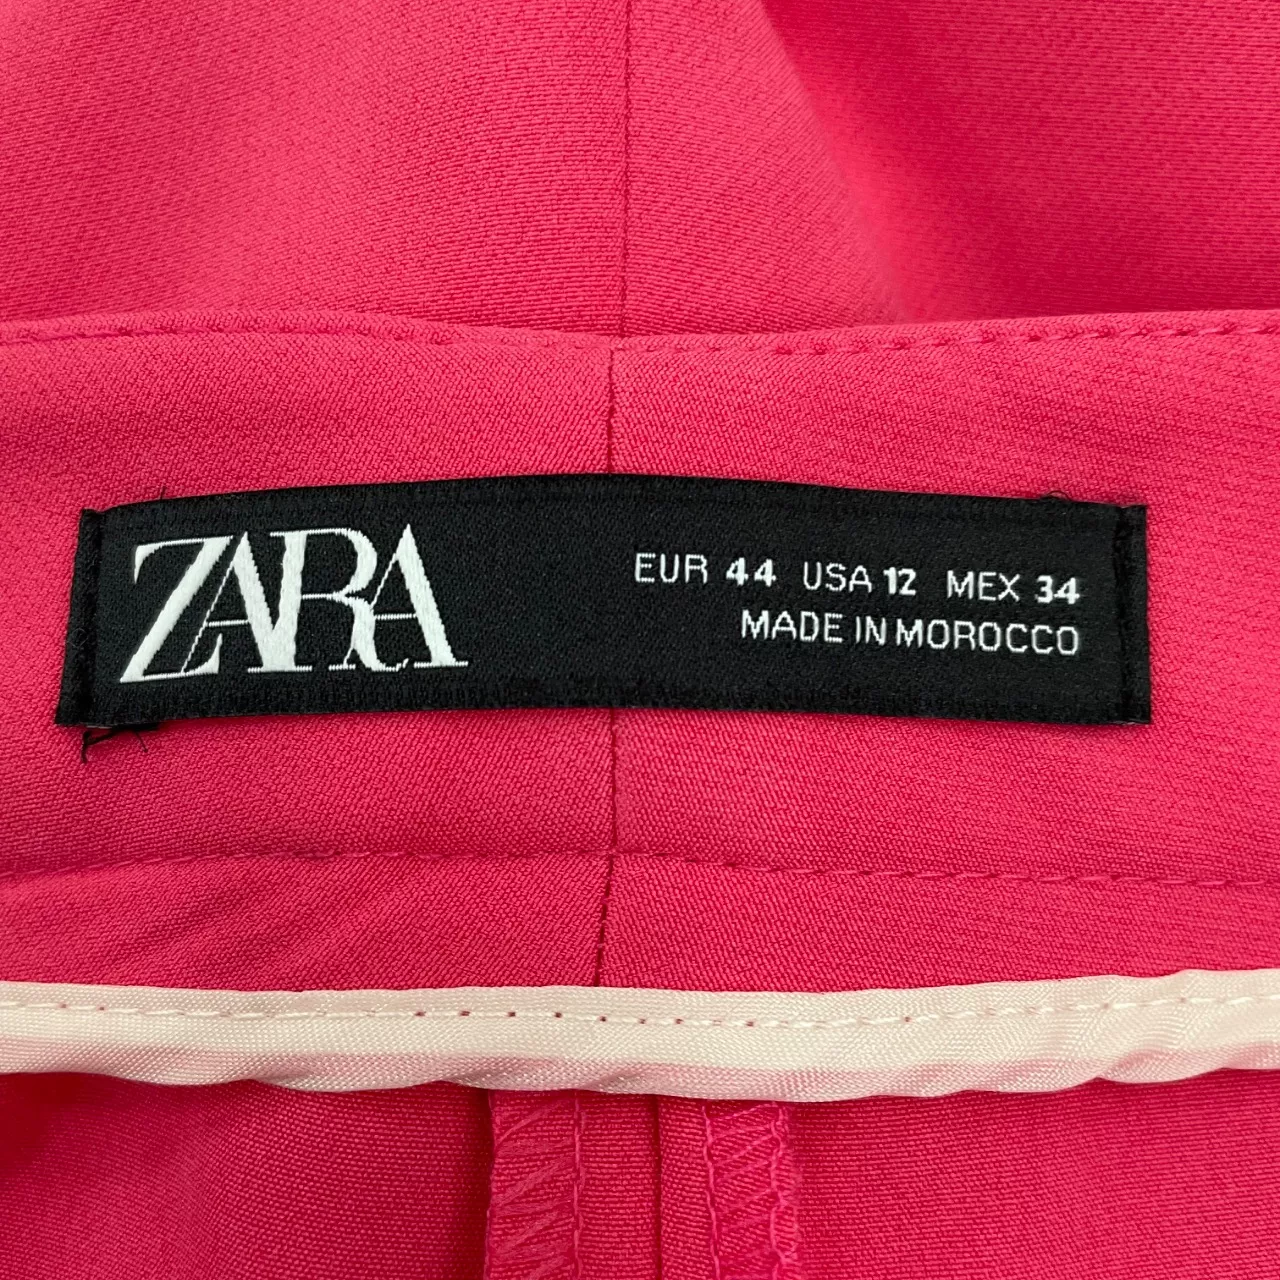 ZARA
EUR 44 USA 12 MEX 34
MADE IN MOROCCO